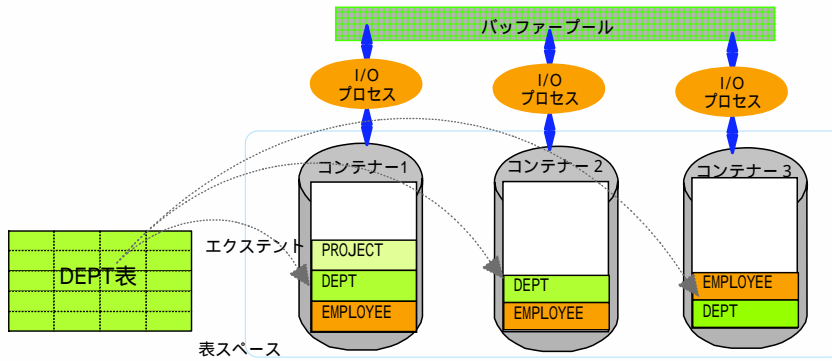 バッファープール
I/O
プロセス
I/O
プロセス
I/O
プロセス
コンテナー1
コンテナー2
コンテナー3
エクステント
PROJECT
DEPT表
DEPT
DEPT
EMPLOYEE
EMPLOYEE
EMPLOYEE
DEPT
表スペース